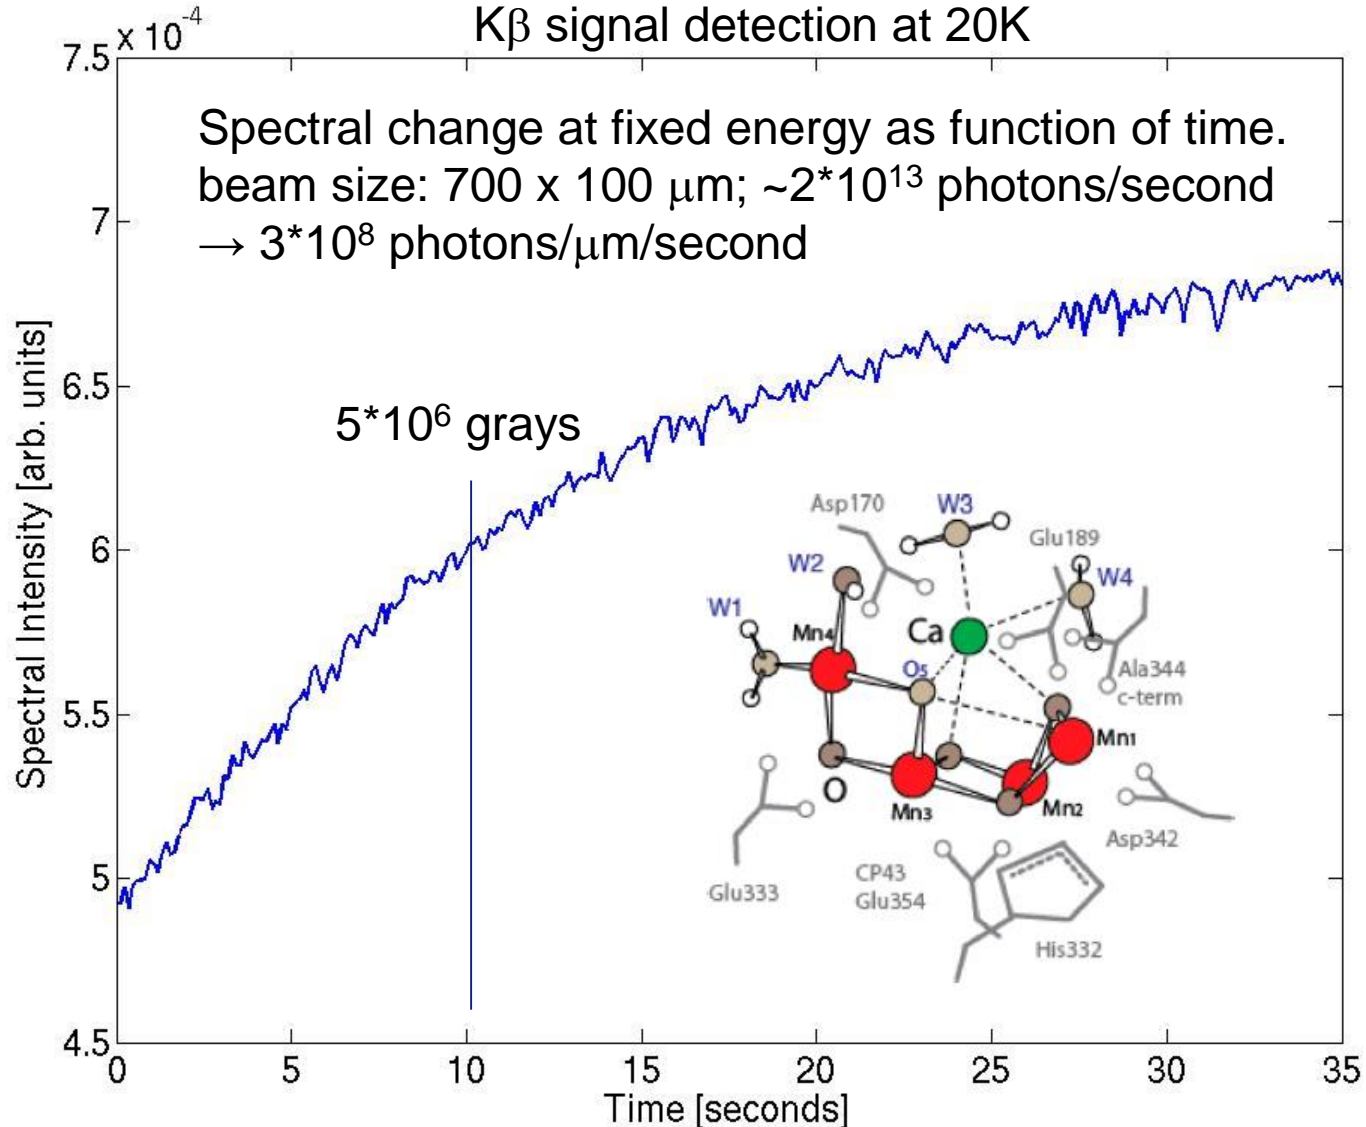 Kβ signal detection at 20K
x 10⁻⁴
Spectral change at fixed energy as function of time.
beam size: 700 x 100 μm; ~2*10¹³ photons/second
→ 3*10⁸ photons/μm/second
5*10⁶ grays
Spectral Intensity [arb. units]
7.5
7
6.5
6
5.5
5
4.5
0 5 10 15 20 25 30 35
Time [seconds]
Asp170
W3
Glu189
W2
W4
W1
Mn4
Ca
O5
Ala344
c-term
Mn1
O
Mn3
Mn2
Asp342
Glu333
CP43
Glu354
His332